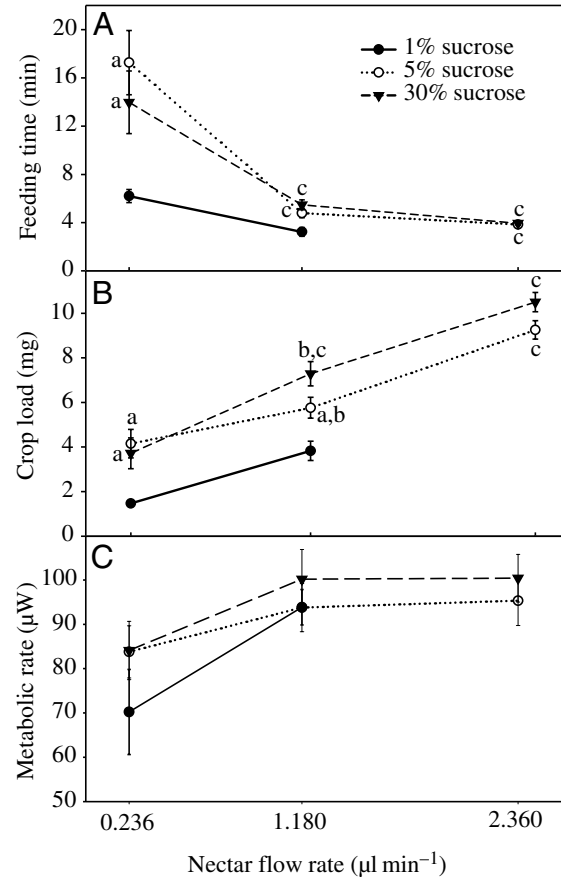 A
1% sucrose
5% sucrose
30% sucrose
Feeding time (min)
20
16
12
8
4
0
a
a
c
c
c
c
B
Crop load (mg)
10
8
6
4
2
0
a
a
b,c
a,b
c
c
C
Metabolic rate (µW)
100
90
80
70
60
50
0.236
1.180
2.360
Nectar flow rate (µl min⁻¹)